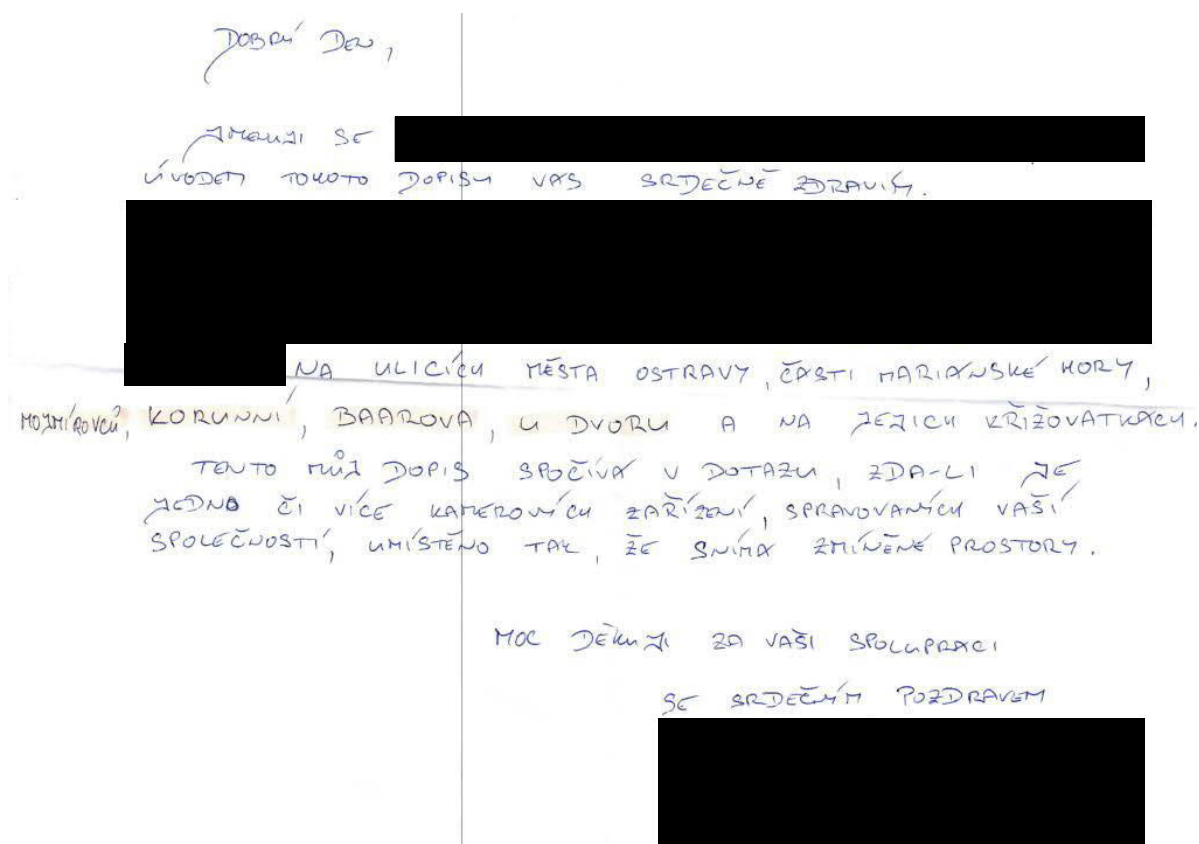 DOBRÝ DEN,
JMENUJI SE
ÚVODEM TOHOTO DOPISU VÁS SRDEČNĚ ZDRAVÍM.
NA ULICÍCH MĚSTA OSTRAVY, ČÁSTI MARIÁNSKÉ HORY,
MOJMÍROVCŮ, KORUNNÍ, BAAROVA, U DVORU A NA JEJICH KŘIŽOVATKÁCH.
TENTO MŮJ DOPIS SPOČÍVÁ V DOTAZU, ZDA-LI JE
JEDNO ČI VÍCE KAMEROVÝCH ZAŘÍZENÍ, SPRAVOVANÝCH VAŠÍ
SPOLEČNOSTÍ, UMÍSTĚNO TAK, ŽE SNÍMÁ ZMÍNĚNÉ PROSTORY.
MOC DĚKUJI ZA VAŠI SPOLUPRÁCI
SE SRDEČNÝM POZDRAVEM